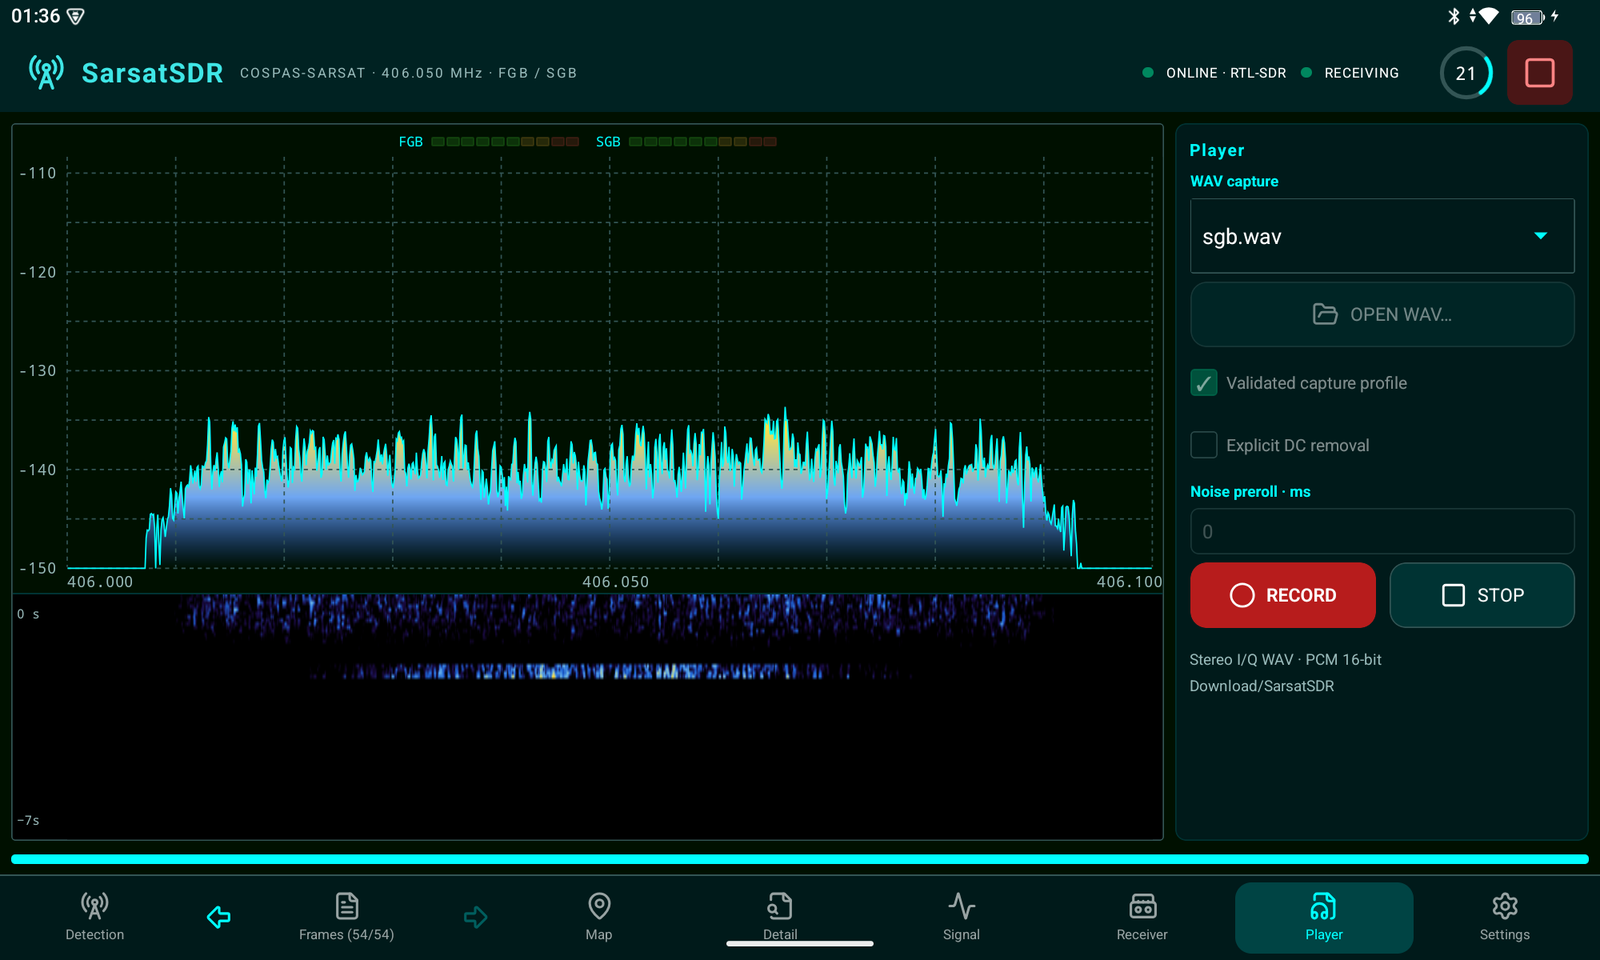 01:36
96
SarsatSDR
COSPAS-SARSAT · 406.050 MHz · FGB / SGB
ONLINE · RTL-SDR
RECEIVING
21
FGB
SGB
-110
-120
-130
-140
-150
406.000
406.050
406.100
0 s
-7s
Player
WAV capture
sgb.wav
OPEN WAV...
✓ Validated capture profile
Explicit DC removal
Noise preroll · ms
0
RECORD
STOP
Stereo I/Q WAV · PCM 16-bit
Download/SarsatSDR
Detection
Frames (54/54)
Map
Detail
Signal
Receiver
Player
Settings